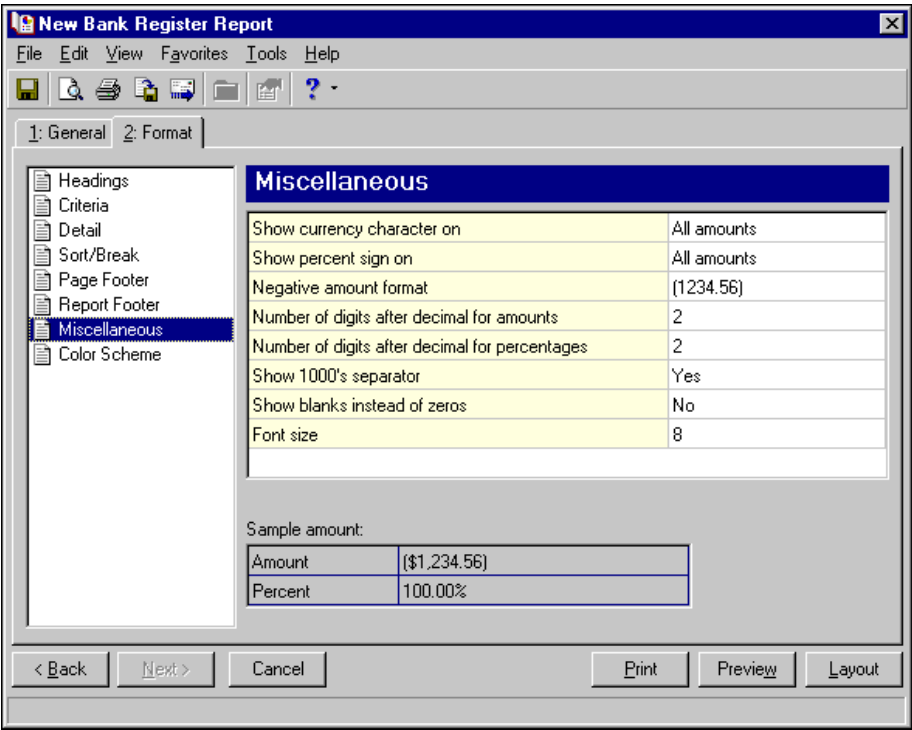 New Bank Register Report
File Edit View Favorites Tools Help
?
1: General 2: Format
Headings
Criteria
Detail
Sort/Break
Page Footer
Report Footer
Miscellaneous
Color Scheme
Miscellaneous
Show currency character on All amounts
Show percent sign on All amounts
Negative amount format (1234.56)
Number of digits after decimal for amounts 2
Number of digits after decimal for percentages 2
Show 1000's separator Yes
Show blanks instead of zeros No
Font size 8
Sample amount:
Amount ($1,234.56)
Percent 100.00%
< Back Next > Cancel Print Preview Layout